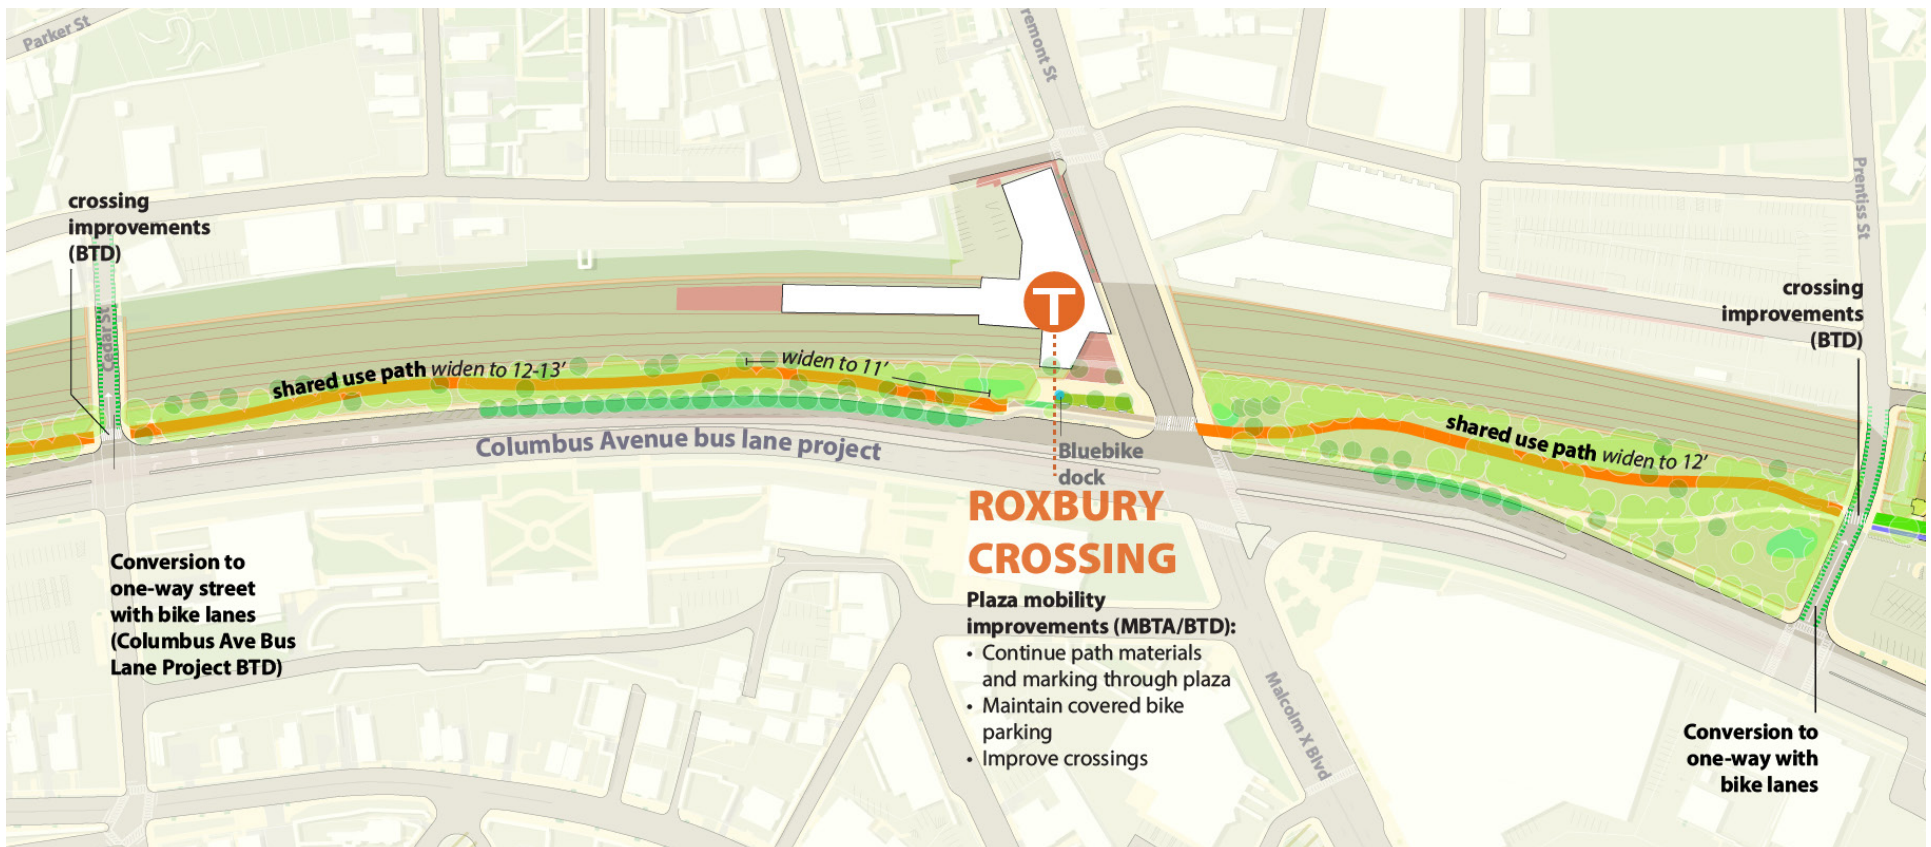 Parker St
remont St
Prentiss St
crossing
improvements
(BTD)
Cedar St
T
crossing
improvements
(BTD)
shared use path widen to 12-13'
widen to 11'
shared use path widen to 12'
Columbus Avenue bus lane project
Bluebike
dock
ROXBURY
CROSSING
Plaza mobility
improvements (MBTA/BTD):
• Continue path materials
and marking through plaza
• Maintain covered bike
parking
• Improve crossings
Conversion to
one-way street
with bike lanes
(Columbus Ave Bus
Lane Project BTD)
Malcolm X Blvd
Conversion to
one-way with
bike lanes